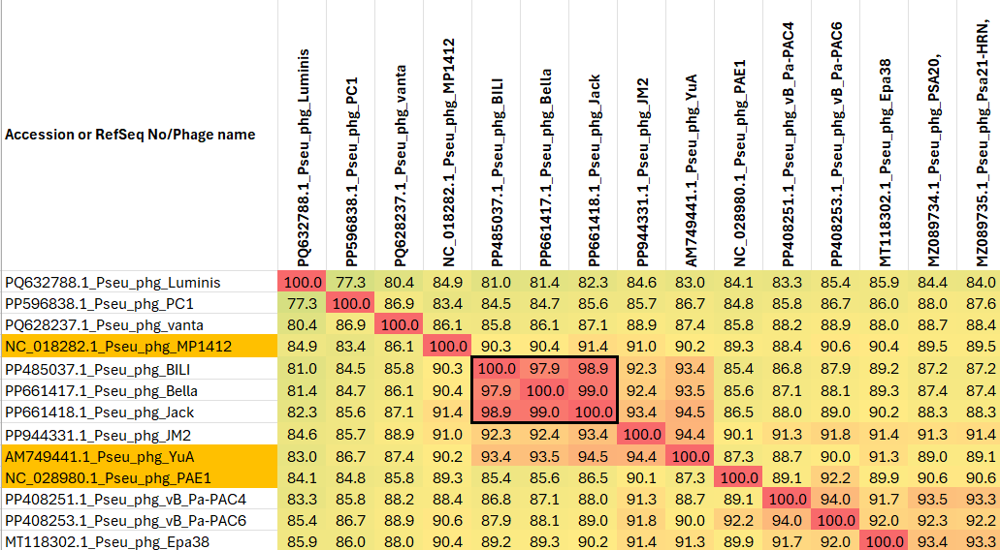 Accession or RefSeq No/Phage name PQ632788.1_Pseu_phg_Luminis PP596838.1_Pseu_phg_PC1 PQ628237.1_Pseu_phg_vanta NC_018282.1_Pseu_phg_MP1412 PP485037.1_Pseu_phg_BILI PP661417.1_Pseu_phg_Bella PP661418.1_Pseu_phg_Jack PP944331.1_Pseu_phg_JM2 AM749441.1_Pseu_phg_YuA NC_028980.1_Pseu_phg_PAE1 PP408251.1_Pseu_phg_vB_Pa-PAC4 PP408253.1_Pseu_phg_vB_Pa-PAC6 MT118302.1_Pseu_phg_Epa38 MZ089734.1_Pseu_phg_PSA20, MZ089735.1_Pseu_phg_Psa21-HRN,
PQ632788.1_Pseu_phg_Luminis 100.0 77.3 80.4 84.9 81.0 81.4 82.3 84.6 83.0 84.1 83.3 85.4 85.9 84.4 84.0
PP596838.1_Pseu_phg_PC1 77.3 100.0 86.9 83.4 84.5 84.7 85.6 85.7 86.7 84.8 85.8 86.7 86.0 88.0 87.6
PQ628237.1_Pseu_phg_vanta 80.4 86.9 100.0 86.1 85.8 86.1 87.1 88.9 87.4 85.8 88.2 88.9 88.0 88.7 88.4
NC_018282.1_Pseu_phg_MP1412 84.9 83.4 86.1 100.0 90.3 90.4 91.4 91.0 90.2 89.3 88.4 90.6 90.4 89.5 89.5
PP485037.1_Pseu_phg_BILI 81.0 84.5 85.8 90.3 100.0 97.9 98.9 92.3 93.4 85.4 86.8 87.9 89.2 87.2 87.2
PP661417.1_Pseu_phg_Bella 81.4 84.7 86.1 90.4 97.9 100.0 99.0 92.4 93.5 85.6 87.1 88.1 89.3 87.4 87.4
PP661418.1_Pseu_phg_Jack 82.3 85.6 87.1 91.4 98.9 99.0 100.0 93.4 94.5 86.5 88.0 89.0 90.2 88.3 88.3
PP944331.1_Pseu_phg_JM2 84.6 85.7 88.9 91.0 92.3 92.4 93.4 100.0 94.4 90.1 91.3 91.8 91.4 91.3 91.4
AM749441.1_Pseu_phg_YuA 83.0 86.7 87.4 90.2 93.4 93.5 94.5 94.4 100.0 87.3 88.7 90.0 91.3 89.0 89.1
NC_028980.1_Pseu_phg_PAE1 84.1 84.8 85.8 89.3 85.4 85.6 86.5 90.1 87.3 100.0 89.1 92.2 89.9 90.6 90.6
PP408251.1_Pseu_phg_vB_Pa-PAC4 83.3 85.8 88.2 88.4 86.8 87.1 88.0 91.3 88.7 89.1 100.0 94.0 91.7 93.5 93.3
PP408253.1_Pseu_phg_vB_Pa-PAC6 85.4 86.7 88.9 90.6 87.9 88.1 89.0 91.8 90.0 92.2 94.0 100.0 92.0 92.3 92.2
MT118302.1_Pseu_phg_Epa38 85.9 86.0 88.0 90.4 89.2 89.3 90.2 91.4 91.3 89.9 91.7 92.0 100.0 93.4 93.3